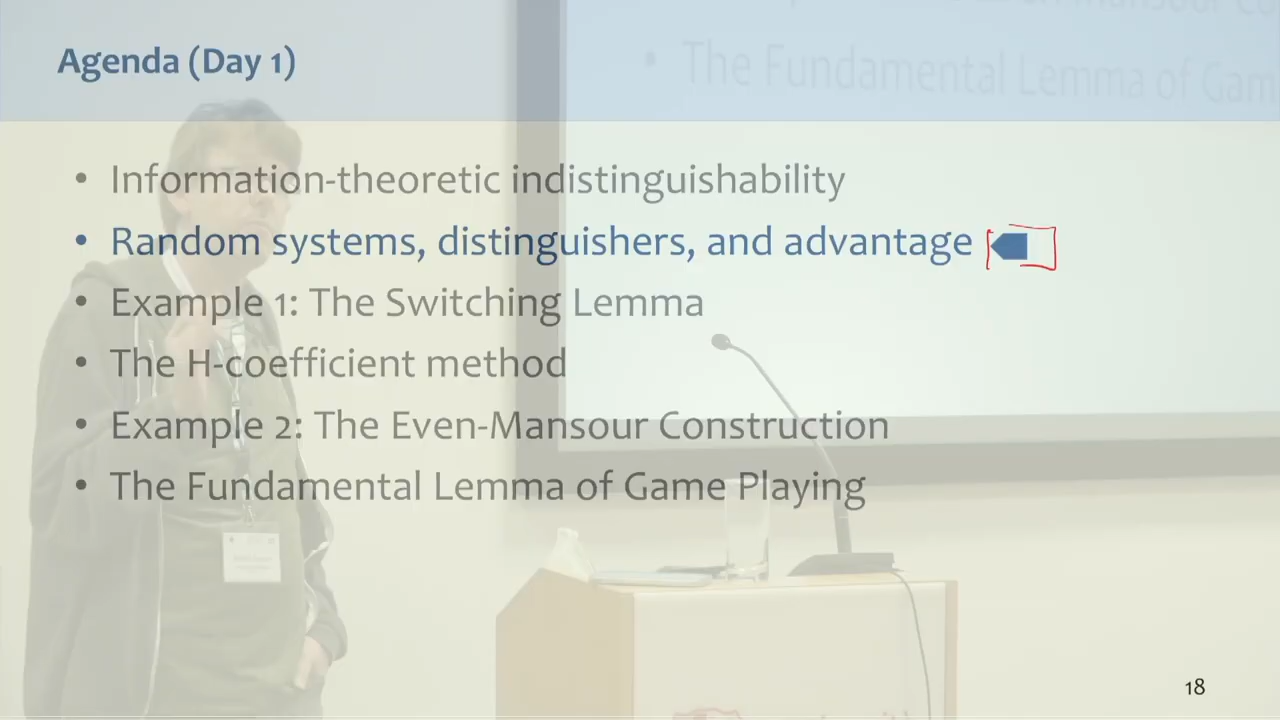 Agenda (Day 1)
The Fundamental Lemma of Gam
• Information-theoretic indistinguishability
• Random systems, distinguishers, and advantage
• Example 1: The Switching Lemma
• The H-coefficient method
• Example 2: The Even-Mansour Construction
• The Fundamental Lemma of Game Playing
18